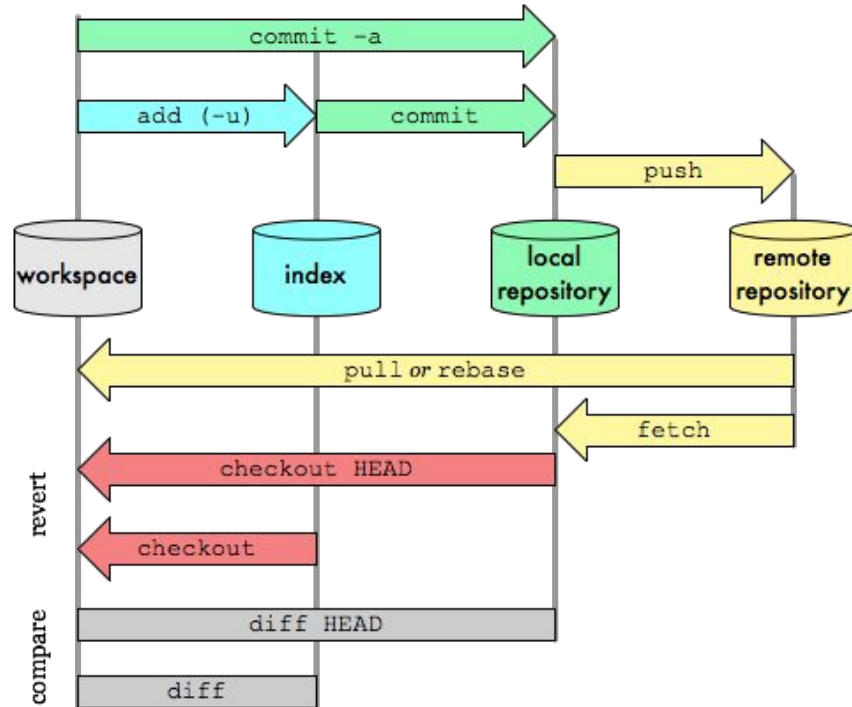 commit -a
add (-u)
commit
push
workspace
index
local
repository
remote
repository
pull or rebase
fetch
revert
checkout HEAD
checkout
compare
diff HEAD
diff